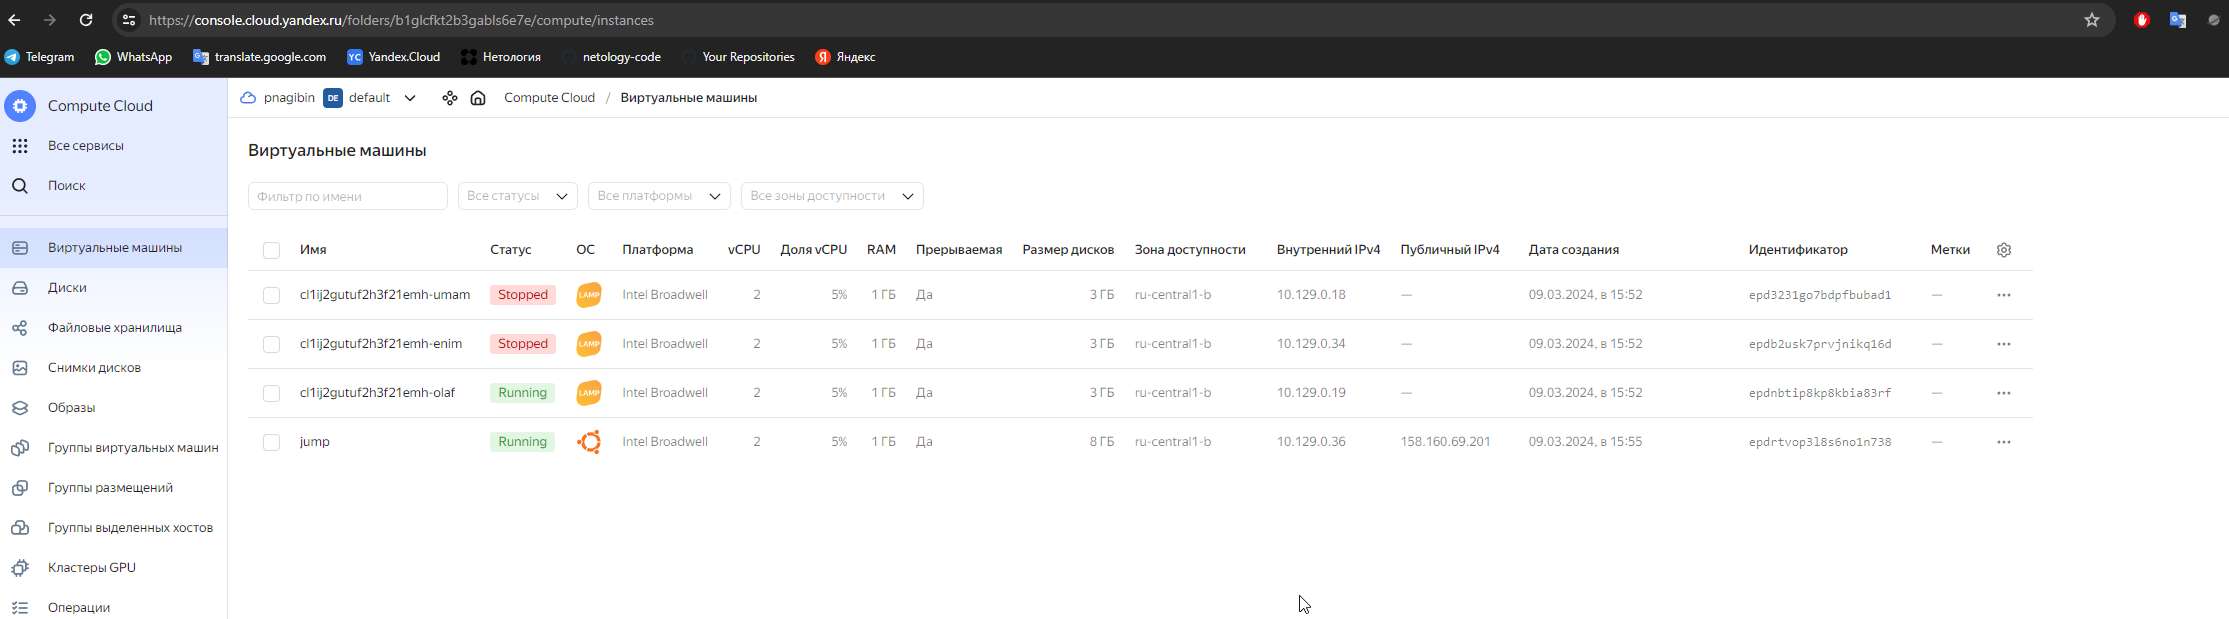 https://console.cloud.yandex.ru/folders/b1glcfkt2b3gabls6e7e/compute/instances
Telegram WhatsApp translate.google.com YC Yandex.Cloud Нетология netology-code Your Repositories Я Яндекс
Compute Cloud
Все сервисы
Поиск
Виртуальные машины
Диски
Файловые хранилища
Снимки дисков
Образы
Группы виртуальных машин
Группы размещений
Группы выделенных хостов
Кластеры GPU
Операции
pnagibin DE default Compute Cloud / Виртуальные машины
Виртуальные машины
Фильтр по имени Все статусы Все платформы Все зоны доступности
Имя Статус ОС Платформа vCPU Доля vCPU RAM Прерываемая Размер дисков Зона доступности Внутренний IPv4 Публичный IPv4 Дата создания Идентификатор Метки
cl1ij2gutuf2h3f21emh-umam Stopped LAMP Intel Broadwell 2 5% 1 ГБ Да 3 ГБ ru-central1-b 10.129.0.18 — 09.03.2024, в 15:52 epd3231go7bdpfbubad1 —
cl1ij2gutuf2h3f21emh-enim Stopped LAMP Intel Broadwell 2 5% 1 ГБ Да 3 ГБ ru-central1-b 10.129.0.34 — 09.03.2024, в 15:52 epdb2usk7prvjnikq16d —
cl1ij2gutuf2h3f21emh-olaf Running LAMP Intel Broadwell 2 5% 1 ГБ Да 3 ГБ ru-central1-b 10.129.0.19 — 09.03.2024, в 15:52 epdnbtip8kp8kbia83rf —
jump Running Intel Broadwell 2 5% 1 ГБ Да 8 ГБ ru-central1-b 10.129.0.36 158.160.69.201 09.03.2024, в 15:55 epdrtvop3l8s6no1n738 —